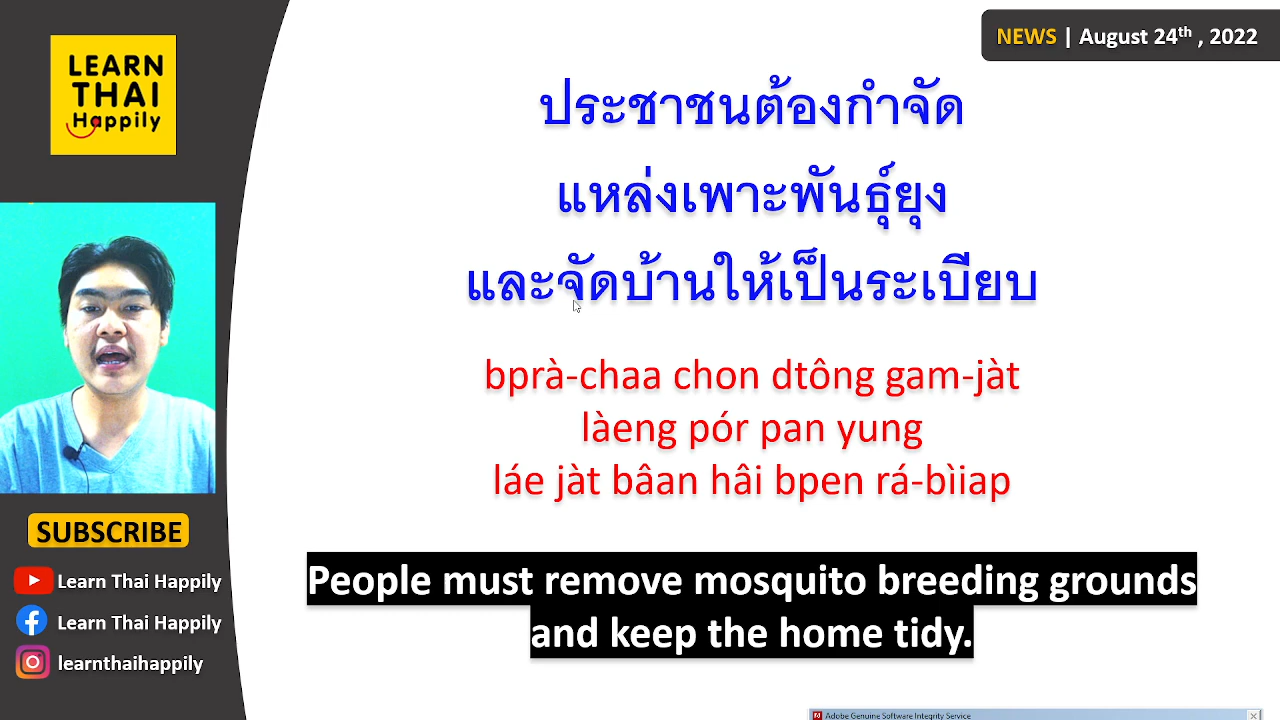 LEARN
THAI
Happily
NEWS | August 24th , 2022
ประชาชนต้องกำจัด
แหล่งเพาะพันธุ์ยุง
และจัดบ้านให้เป็นระเบียบ
bprà-chaa chon dtông gam-jàt
làeng pór pan yung
láe jàt bâan hâi bpen rá-bìiap
People must remove mosquito breeding grounds
and keep the home tidy.
SUBSCRIBE
Learn Thai Happily
Learn Thai Happily
learnthaihappily
Adobe Genuine Software Integrity Service